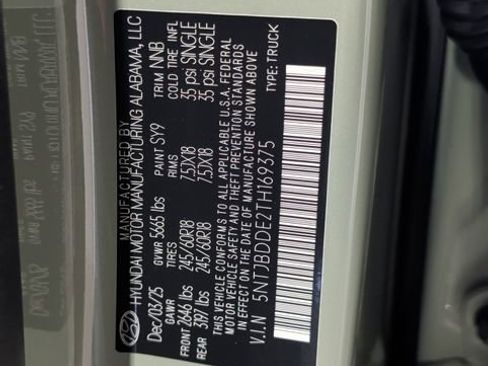 MANUFACTURED BY
HYUNDAI MOTOR MANUFACTURING ALABAMA, LLC
Dec/03/25 GVWR 5665 lbs PAINT SY9 TRIM NNB
GAWR TIRES RIMS COLD TIRE INFL
FRONT 2646 lbs 245/60R18 7.5JX18 35 psi SINGLE
REAR 3197 lbs 245/60R18 7.5JX18 35 psi SINGLE
THIS VEHICLE CONFORMS TO ALL APPLICABLE U.S.A. FEDERAL
MOTOR VEHICLE SAFETY AND THEFT PREVENTION STANDARDS
IN EFFECT ON THE DATE OF MANUFACTURE SHOWN ABOVE.
V.I.N 5NTJBDDE2TH169375 TYPE: TRUCK